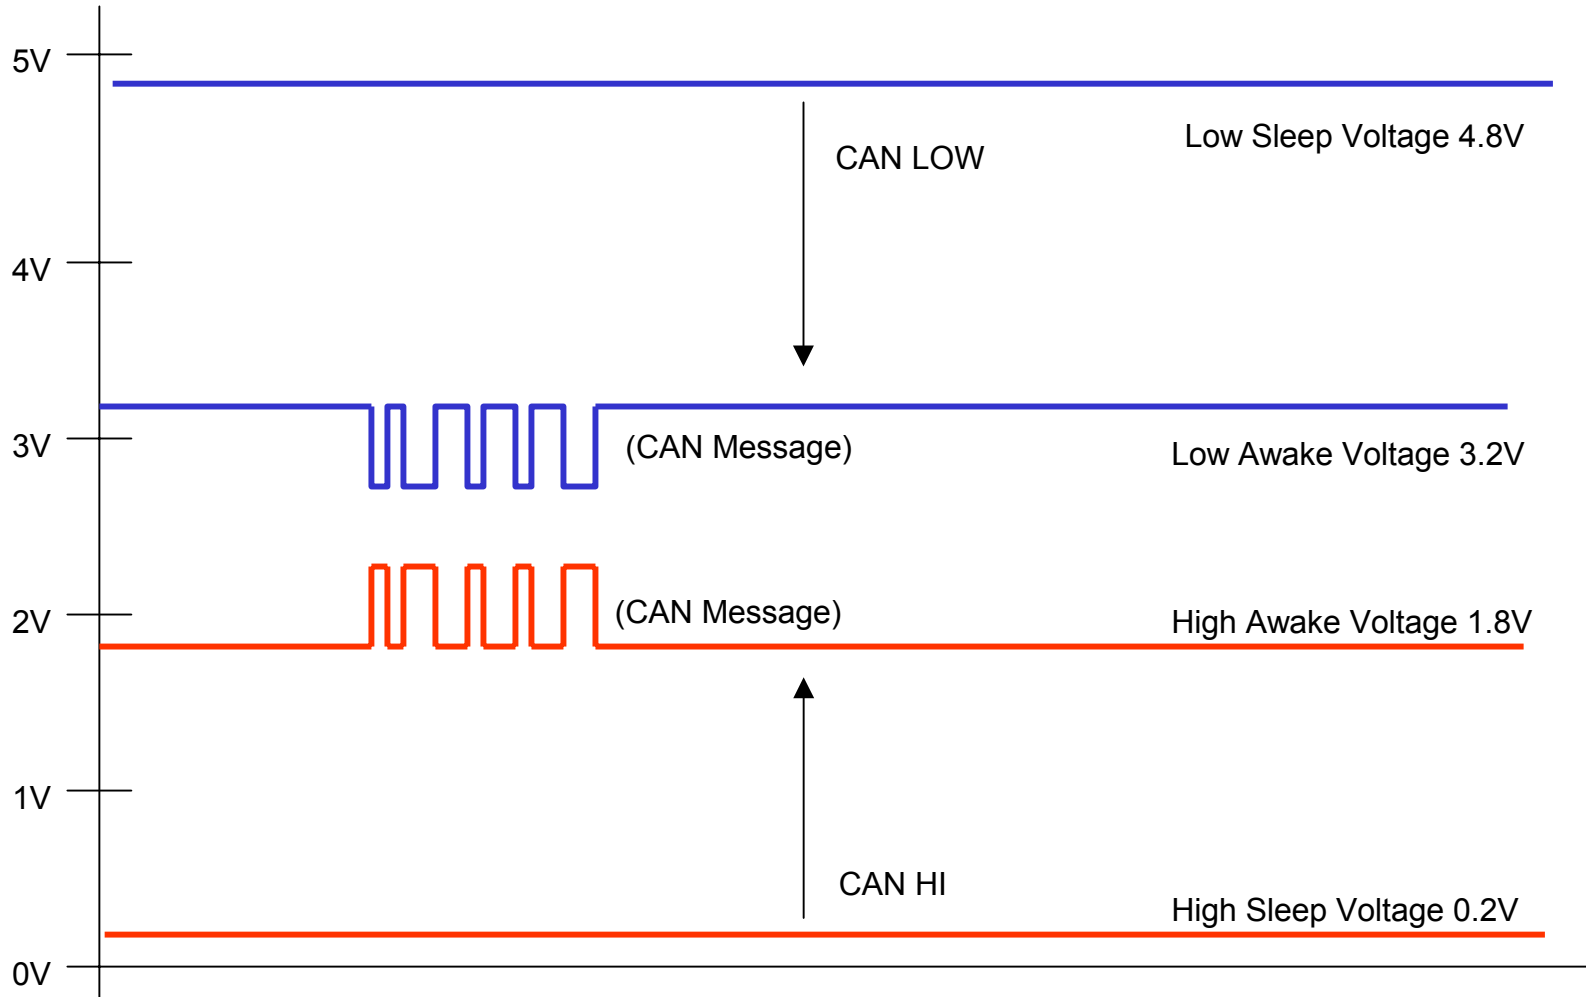 5V
Low Sleep Voltage 4.8V
CAN LOW
4V
3V
(CAN Message)
Low Awake Voltage 3.2V
2V
(CAN Message)
High Awake Voltage 1.8V
1V
CAN HI
High Sleep Voltage 0.2V
0V